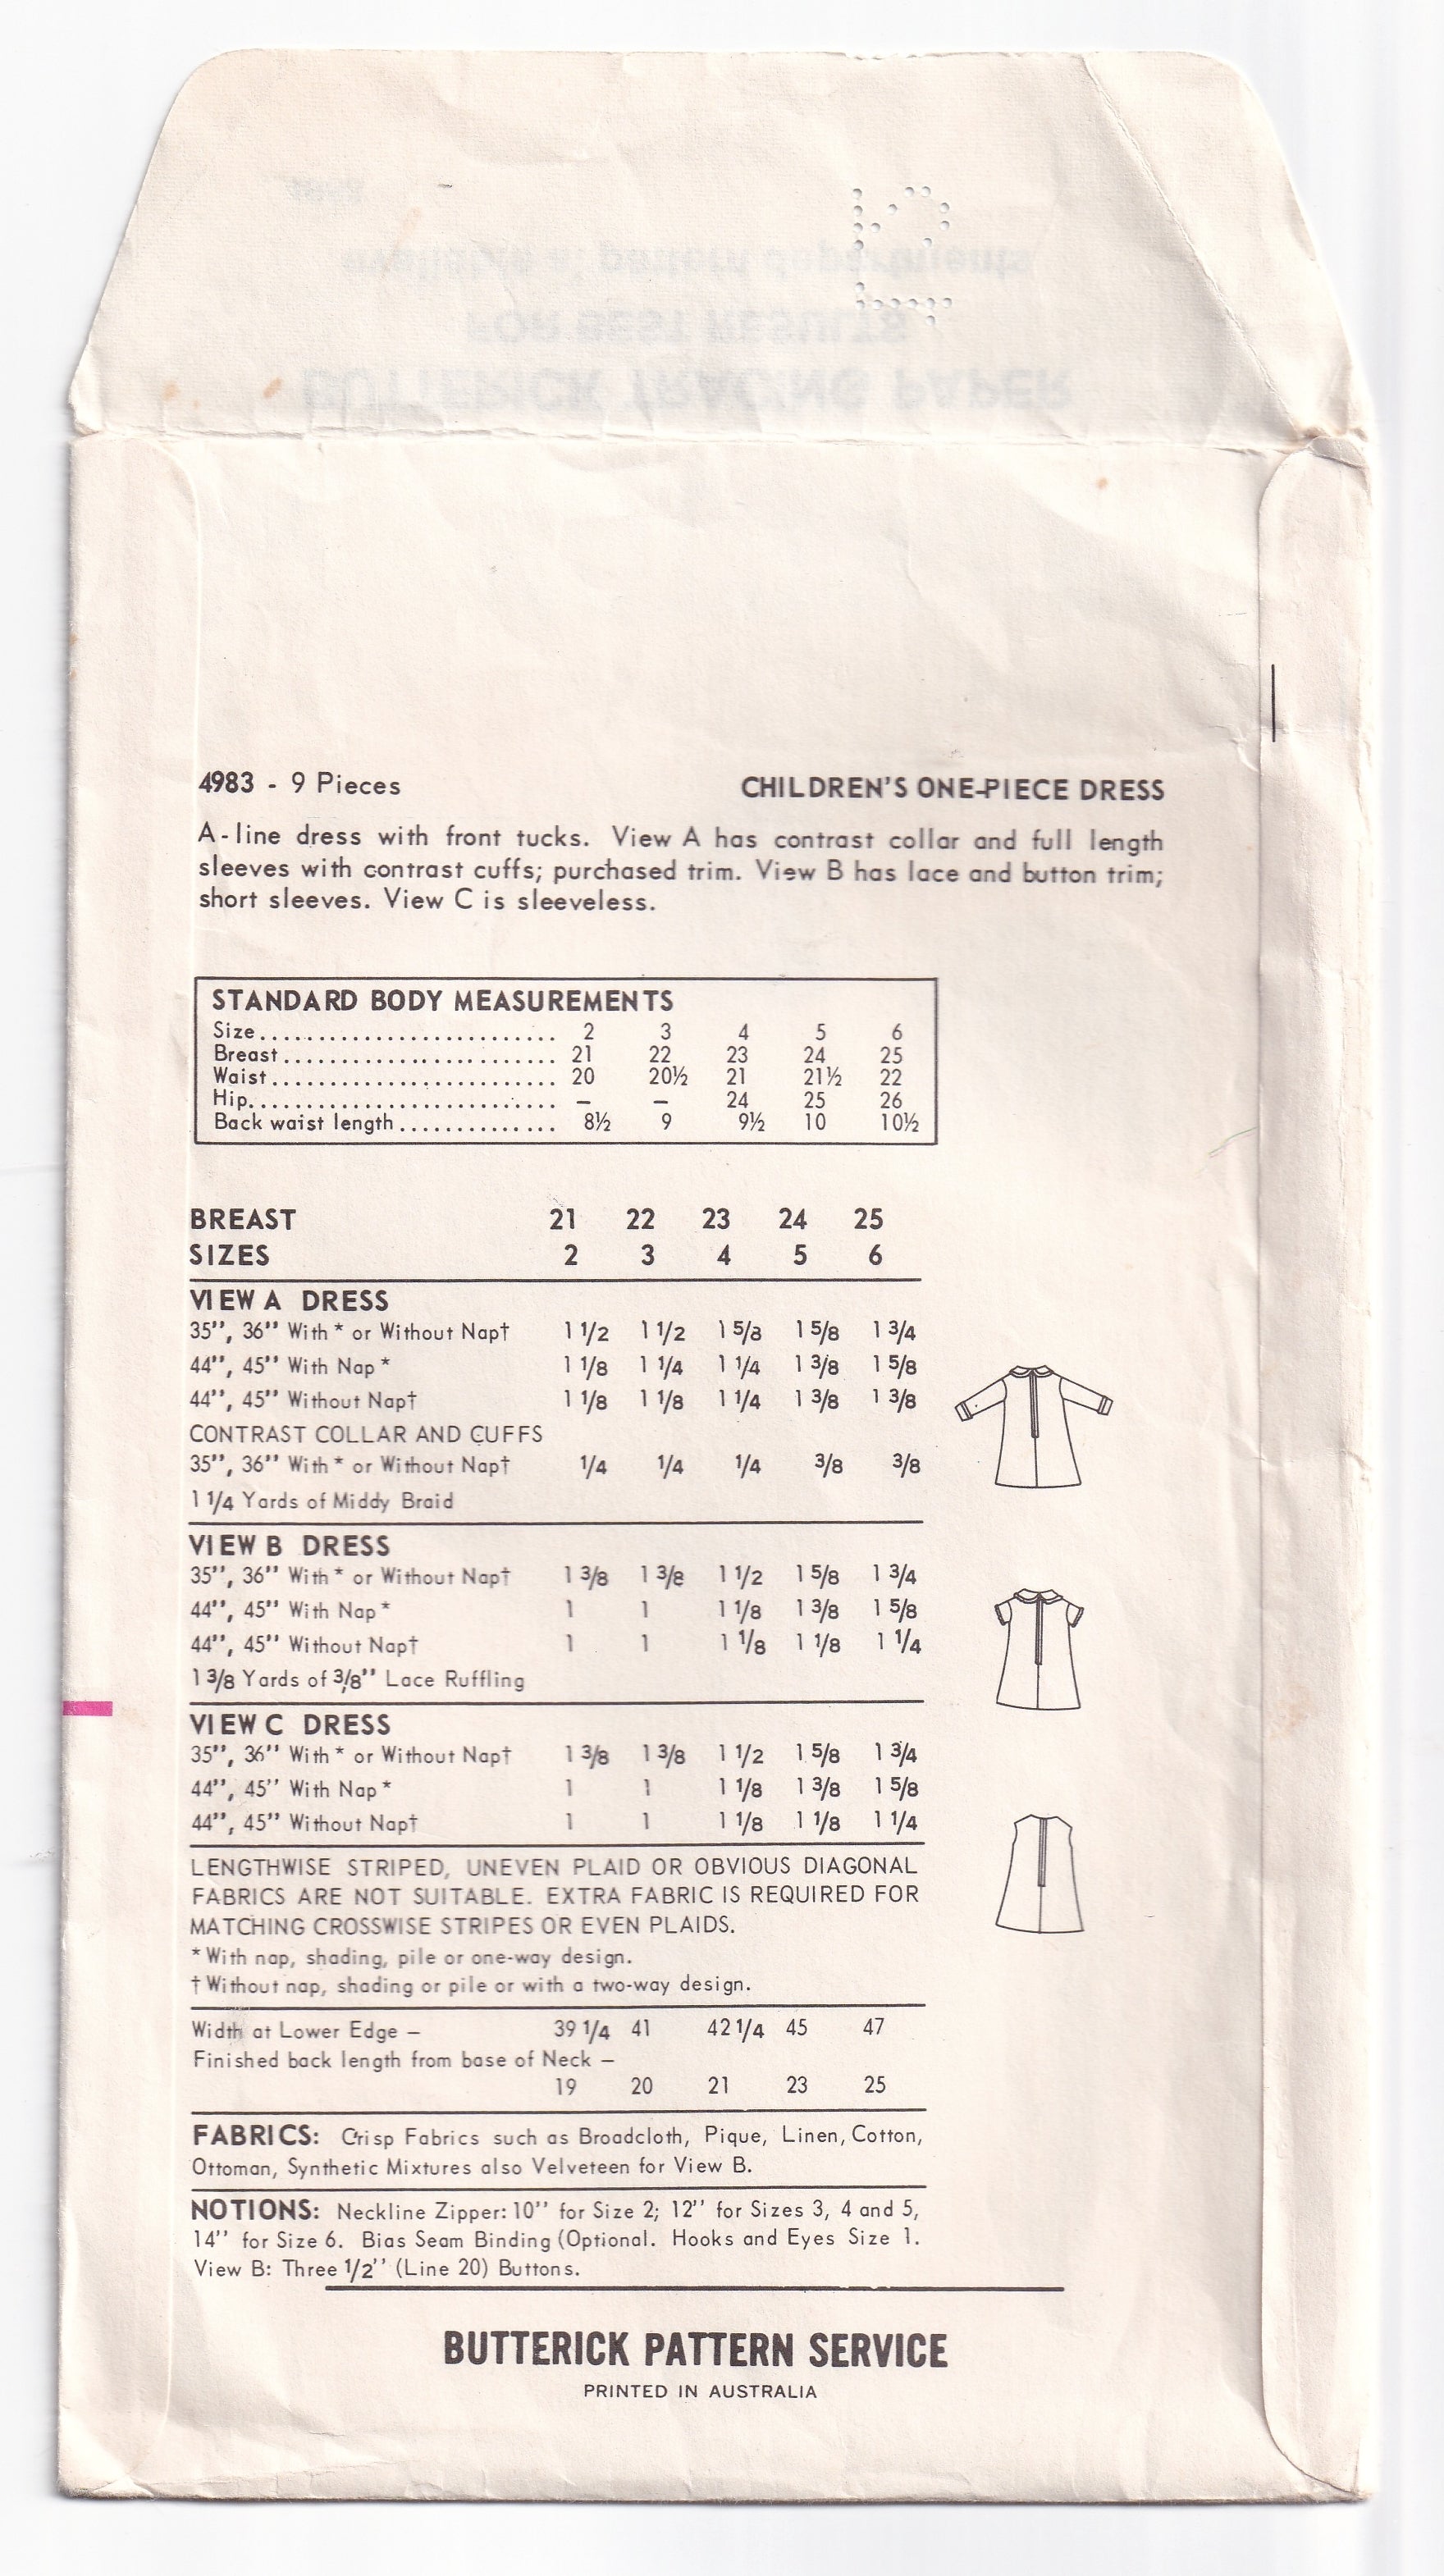 BUTTERICK TRACING PAPER
FOR BEST RESULTS
available at pattern departments
4983 - 9 Pieces CHILDREN'S ONE-PIECE DRESS
A-line dress with front tucks. View A has contrast collar and full length
sleeves with contrast cuffs; purchased trim. View B has lace and button trim;
short sleeves. View C is sleeveless.
STANDARD BODY MEASUREMENTS
Size........................... 2 3 4 5 6
Breast......................... 21 22 23 24 25
Waist.......................... 20 20½ 21 21½ 22
Hip............................ – – 24 25 26
Back waist length.............. 8½ 9 9½ 10 10½
BREAST 21 22 23 24 25
SIZES 2 3 4 5 6
VIEW A DRESS
35", 36" With * or Without Nap† 1 1/2 1 1/2 1 5/8 1 5/8 1 3/4
44", 45" With Nap * 1 1/8 1 1/4 1 1/4 1 3/8 1 5/8
44", 45" Without Nap† 1 1/8 1 1/8 1 1/4 1 3/8 1 3/8
CONTRAST COLLAR AND CUFFS
35", 36" With * or Without Nap† 1/4 1/4 1/4 3/8 3/8
1 1/4 Yards of Middy Braid
VIEW B DRESS
35", 36" With * or Without Nap† 1 3/8 1 3/8 1 1/2 1 5/8 1 3/4
44", 45" With Nap * 1 1 1 1/8 1 3/8 1 5/8
44", 45" Without Nap† 1 1 1 1/8 1 1/8 1 1/4
1 3/8 Yards of 3/8" Lace Ruffling
VIEW C DRESS
35", 36" With * or Without Nap† 1 3/8 1 3/8 1 1/2 1 5/8 1 3/4
44", 45" With Nap * 1 1 1 1/8 1 3/8 1 5/8
44", 45" Without Nap† 1 1 1 1/8 1 1/8 1 1/4
LENGTHWISE STRIPED, UNEVEN PLAID OR OBVIOUS DIAGONAL
FABRICS ARE NOT SUITABLE. EXTRA FABRIC IS REQUIRED FOR
MATCHING CROSSWISE STRIPES OR EVEN PLAIDS.
* With nap, shading, pile or one-way design.
† Without nap, shading or pile or with a two-way design.
Width at Lower Edge – 39 1/4 41 42 1/4 45 47
Finished back length from base of Neck –
19 20 21 23 25
FABRICS: Crisp Fabrics such as Broadcloth, Pique, Linen, Cotton,
Ottoman, Synthetic Mixtures also Velveteen for View B.
NOTIONS: Neckline Zipper: 10" for Size 2; 12" for Sizes 3, 4 and 5,
14" for Size 6. Bias Seam Binding (Optional. Hooks and Eyes Size 1.
View B: Three 1/2" (Line 20) Buttons.
BUTTERICK PATTERN SERVICE
PRINTED IN AUSTRALIA